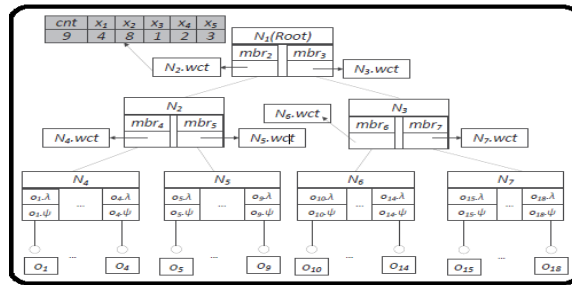 cnt x1 x2 x3 x4 x5
9 4 8 1 2 3
N1(Root)
mbr2 mbr3
N2.wct N3.wct
N2 N6.wct N3
mbr4 mbr5 mbr6 mbr7
N4.wct N5.wct N7.wct
N4 N5 N6 N7
o1.λ ... o4.λ o5.λ ... o9.λ o10.λ ... o14.λ o15.λ ... o18.λ
o1.ψ o4.ψ o5.ψ o9.ψ o10.ψ o14.ψ o15.ψ o18.ψ
... ... ... ...
O1 O4 O5 O9 O10 O14 O15 O18